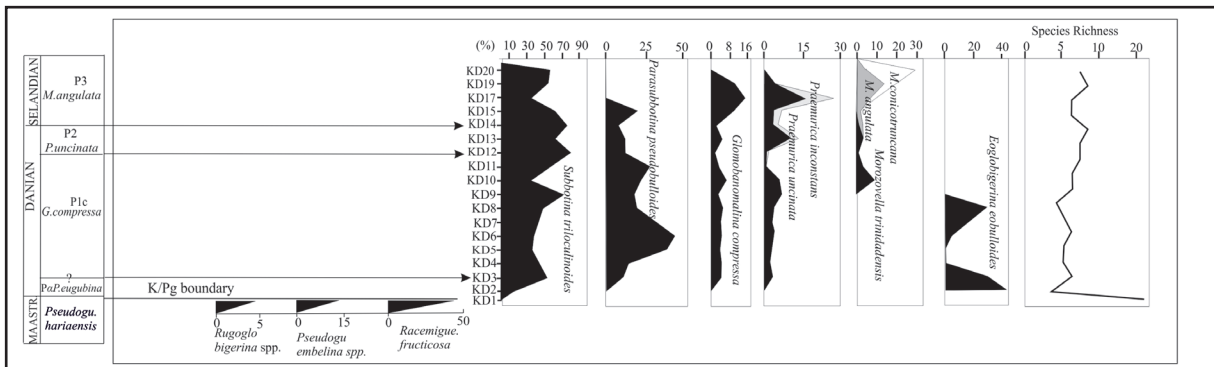 Species Richness
(%) 10 30 50 70 90 0 25 50 0 8 16 0 15 30 0 10 20 30 0 20 40 0 5 10 20
SELANDIAN
P3
M.angulata
P2
P.uncinata
DANIAN
P1c
G.compressa
?
PαP.eugubina
MAASTR.
Pseudogu.
hariaensis
K/Pg boundary
KD20
KD19
KD17
KD15
KD14
KD13
KD12
KD11
KD10
KD9
KD8
KD7
KD6
KD5
KD4
KD3
KD2
KD1
Subbotina triloculinoides
Parasubbotina pseudobulloides
Glomobanomalina compressa
Praemurica uncinata
Praemurica inconstans
M. angulata
M.conicotruncana
Morozovella trinidadensis
Eoglobigerina eobulloides
0 5
0 15
0 50
Rugoglo
bigerina spp.
Pseudogu
embelina spp.
Racemigue.
fructicosa